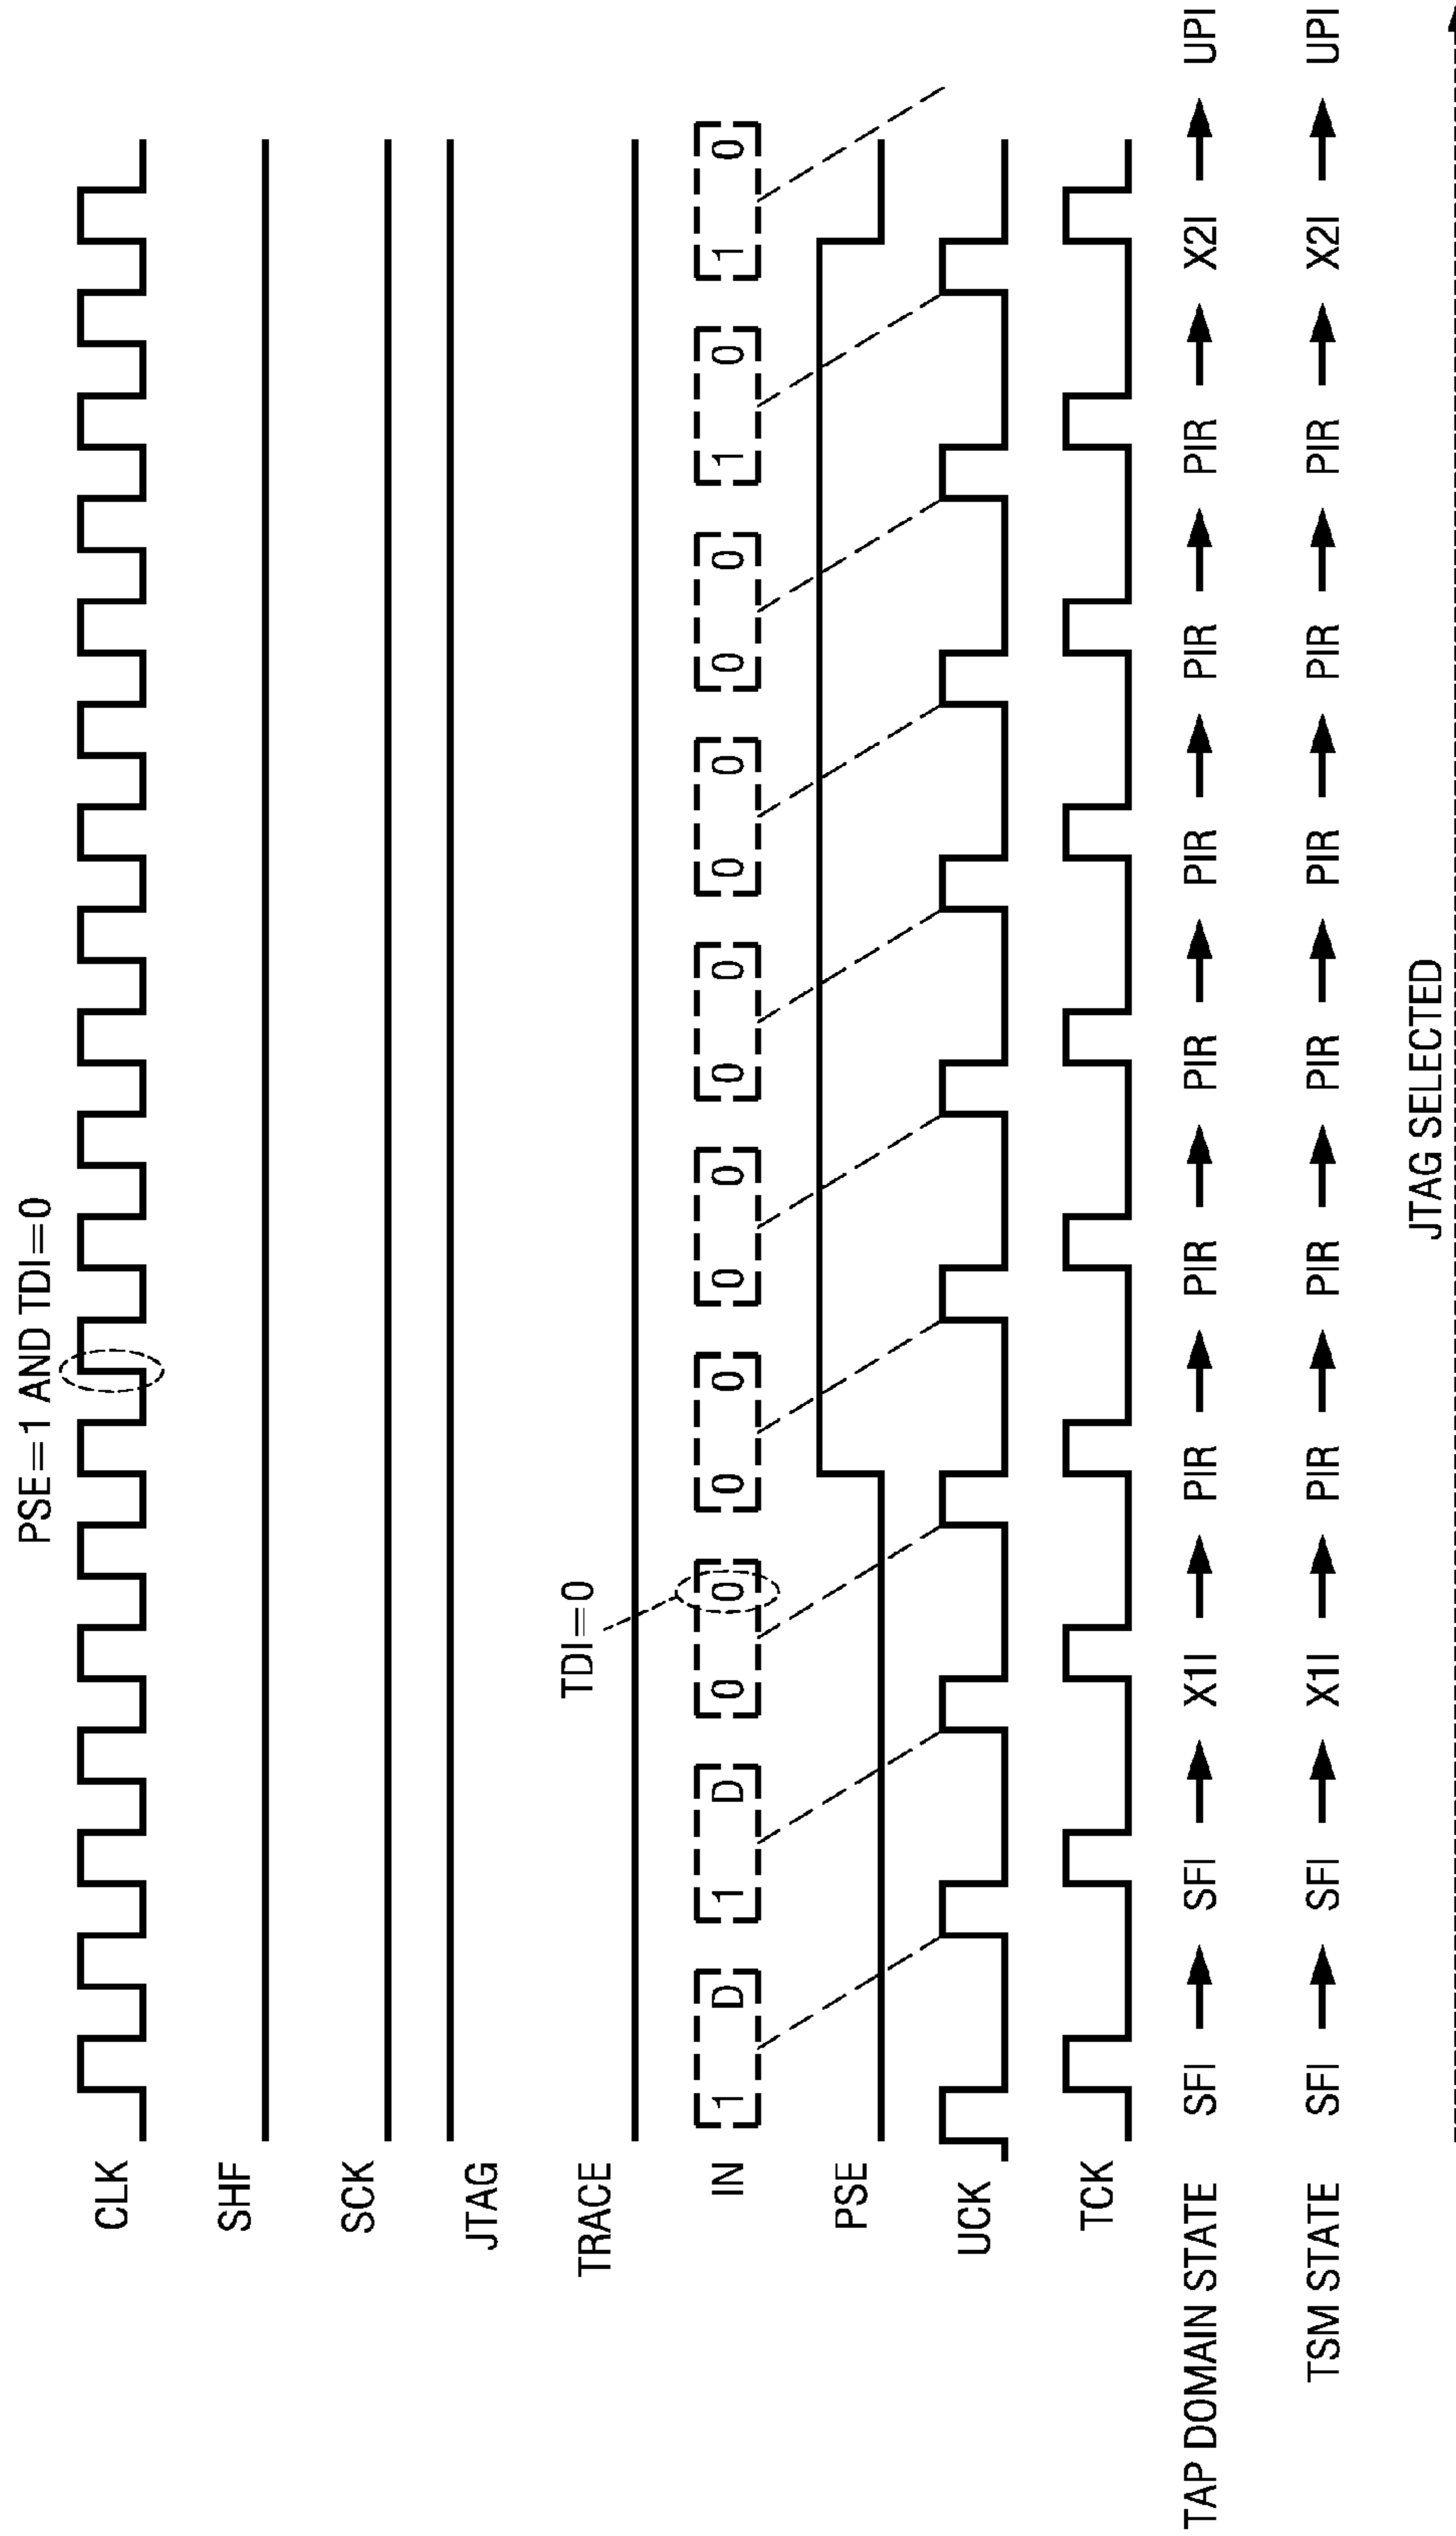 PSE=1 AND TDI=0
CLK
SHF
SCK
JTAG
TDI=0
TRACE
IN 1 D 1 D 0 0 0 0 0 0 0 0 0 0 0 0 1 0 1 0
PSE
UCK
TCK
TAP DOMAIN STATE SFI → SFI → X1I → PIR → PIR → PIR → PIR → PIR → PIR → X2I → UPI
TSM STATE SFI → SFI → X1I → PIR → PIR → PIR → PIR → PIR → PIR → X2I → UPI
JTAG SELECTED